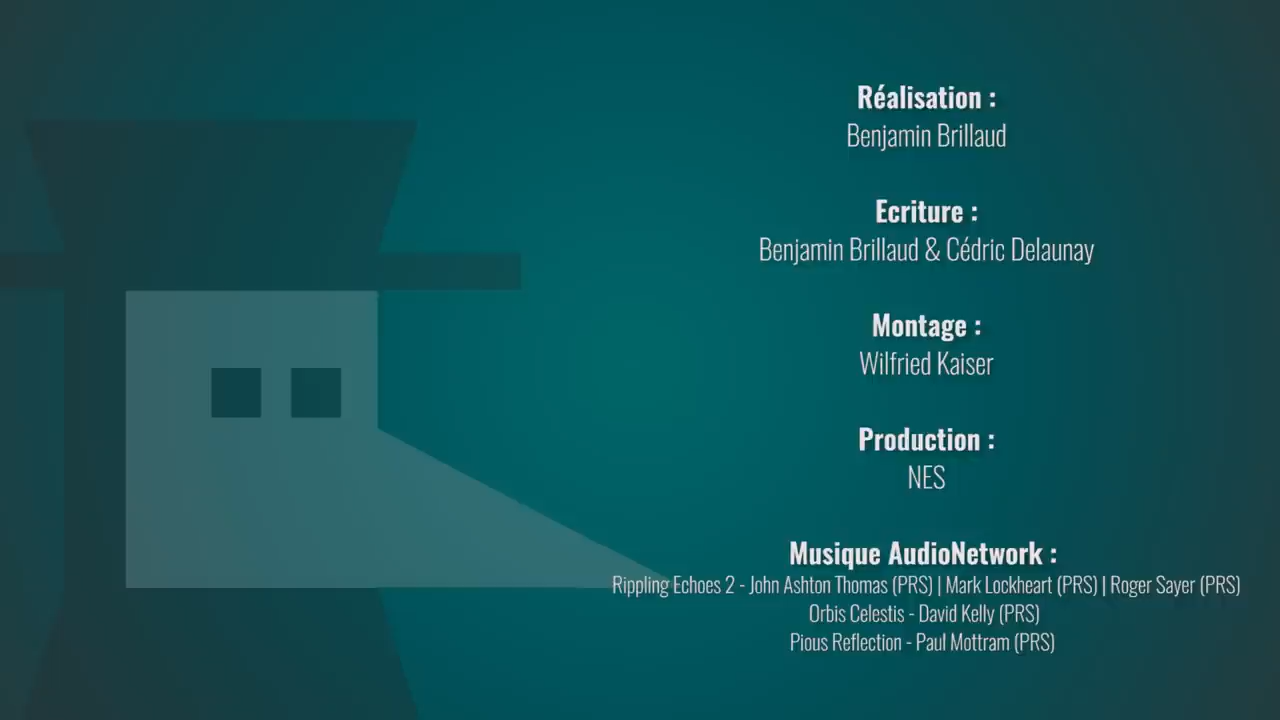 Réalisation :
Benjamin Brillaud
Ecriture :
Benjamin Brillaud & Cédric Delaunay
Montage :
Wilfried Kaiser
Production :
NES
Musique AudioNetwork :
Rippling Echoes 2 - John Ashton Thomas (PRS) | Mark Lockheart (PRS) | Roger Sayer (PRS)
Orbis Celestis - David Kelly (PRS)
Pious Reflection - Paul Mottram (PRS)